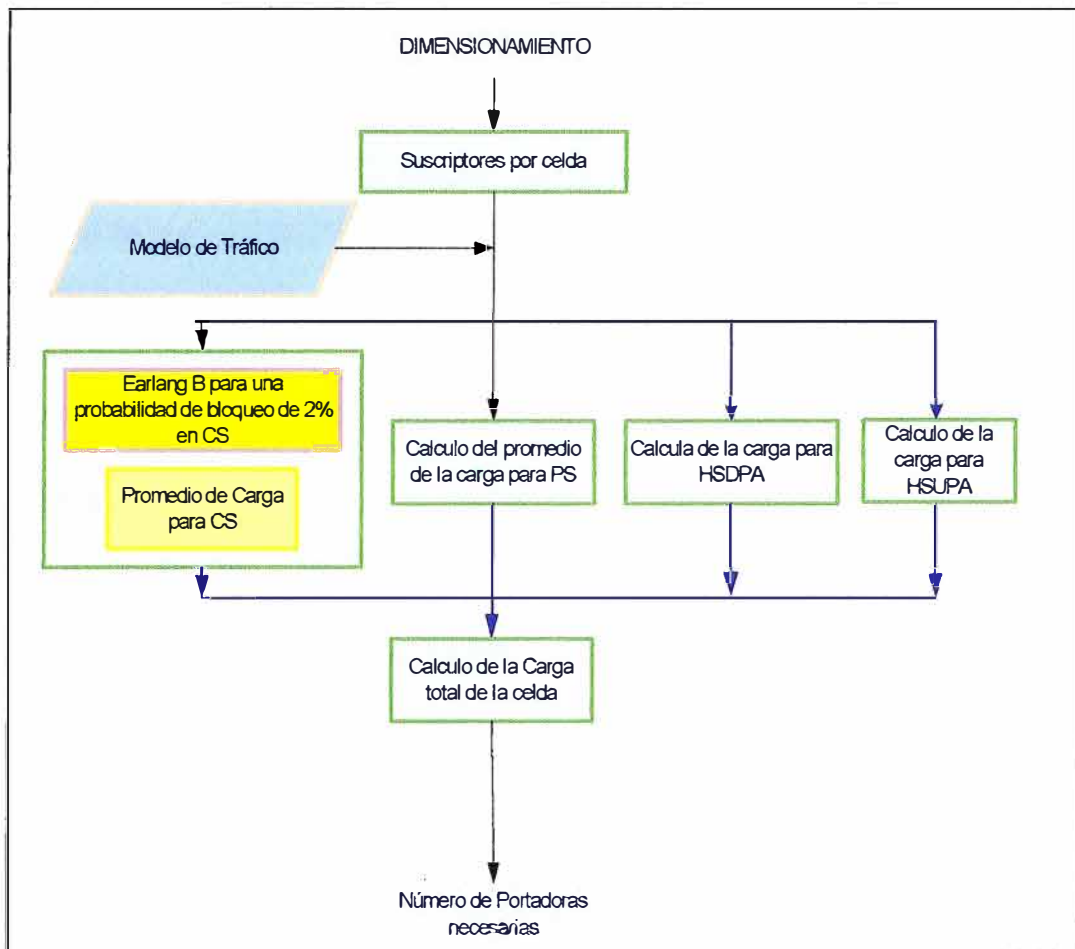 DIMENSIONAMIENTO
Suscriptores por celda
Modelo de Tráfico
Earlang B para una
probabilidad de bloqueo de 2%
en CS
Promedio de Carga
para CS
Calculo del promedio
de la carga para PS
Calcula de la carga para
HSDPA
Calculo de la
carga para
HSUPA
Calculo de la Carga
total de la celda
Número de Portadoras
necesarias